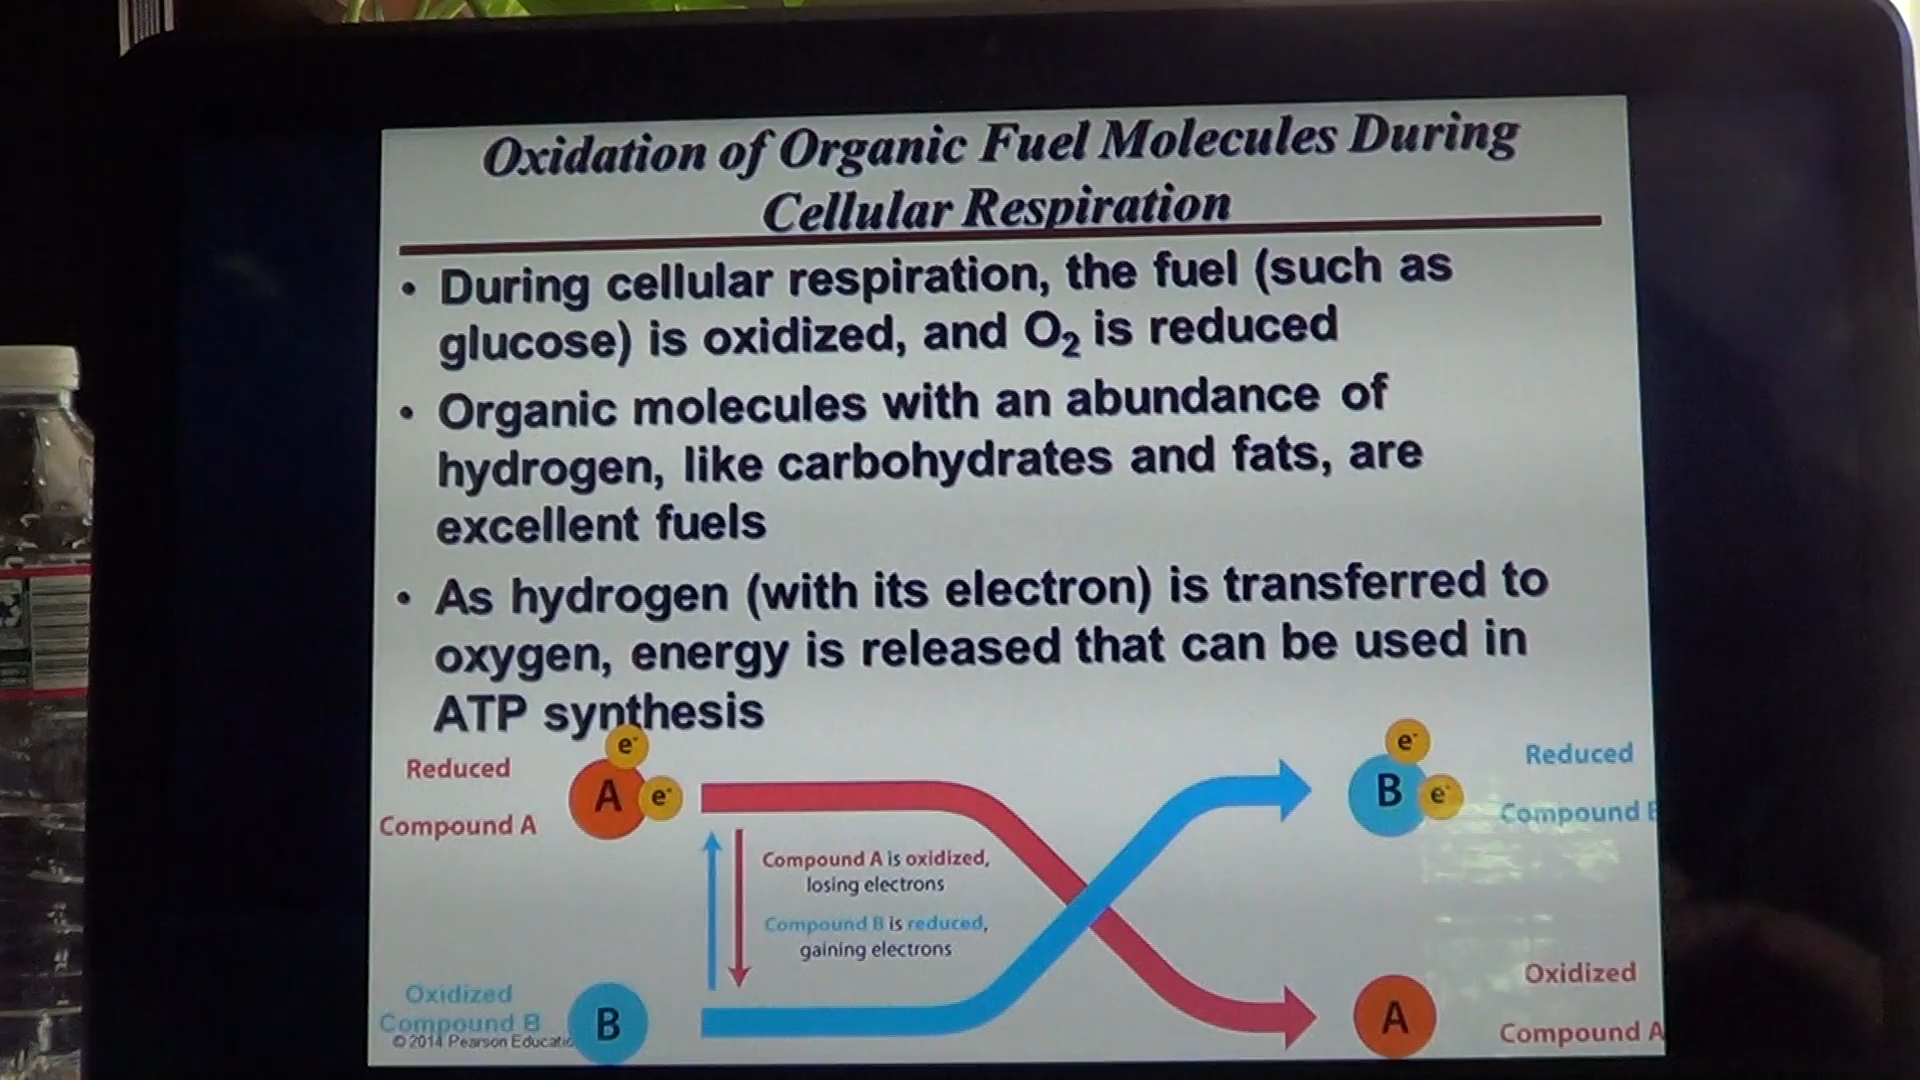 Oxidation of Organic Fuel Molecules During
Cellular Respiration
• During cellular respiration, the fuel (such as
glucose) is oxidized, and O₂ is reduced
• Organic molecules with an abundance of
hydrogen, like carbohydrates and fats, are
excellent fuels
• As hydrogen (with its electron) is transferred to
oxygen, energy is released that can be used in
ATP synthesis
Reduced
Compound A
A
e⁻
e⁻
Compound A is oxidized,
losing electrons
Compound B is reduced,
gaining electrons
Oxidized
Compound B
B
© 2014 Pearson
B
e⁻
e⁻
Reduced
Compound
A
Oxidized
Compound A